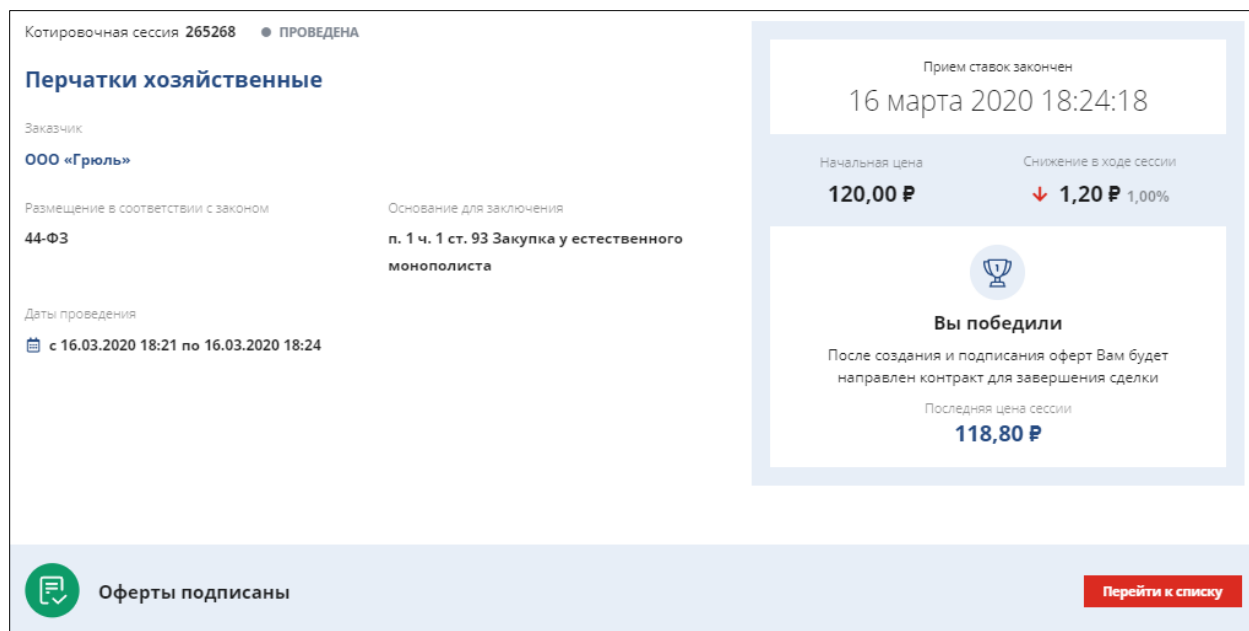 Котировочная сессия 265268 ПРОВЕДЕНА
Перчатки хозяйственные
Заказчик
ООО «Грюль»
Размещение в соответствии с законом
44-ФЗ
Основание для заключения
п. 1 ч. 1 ст. 93 Закупка у естественного
монополиста
Даты проведения
с 16.03.2020 18:21 по 16.03.2020 18:24
Прием ставок закончен
16 марта 2020 18:24:18
Начальная цена
120,00 ₽
Снижение в ходе сессии
1,20 ₽ 1,00%
Вы победили
После создания и подписания оферт Вам будет
направлен контракт для завершения сделки
Последняя цена сессии
118,80 ₽
Оферты подписаны
Перейти к списку